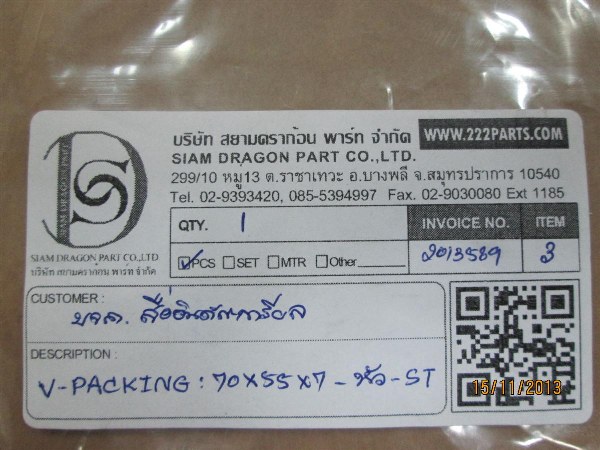 SIAM DRAGON PART
SIAM DRAGON PART CO.,LTD
บริษัท สยามดราก้อน พาร์ท จำกัด
บริษัท สยามดราก้อน พาร์ท จำกัด WWW.222PARTS.COM
SIAM DRAGON PART CO.,LTD.
299/10 หมู่13 ต.ราชาเทวะ อ.บางพลี จ.สมุทรปราการ 10540
Tel. 02-9393420, 085-5394997 Fax. 02-9030080 Ext 1185
QTY. 1 INVOICE NO. ITEM
PCS SET MTR Other 2013589 3
CUSTOMER :
บจก.
DESCRIPTION :
V-PACKING : 70x55x7 - หัว - ST
15/11/2013